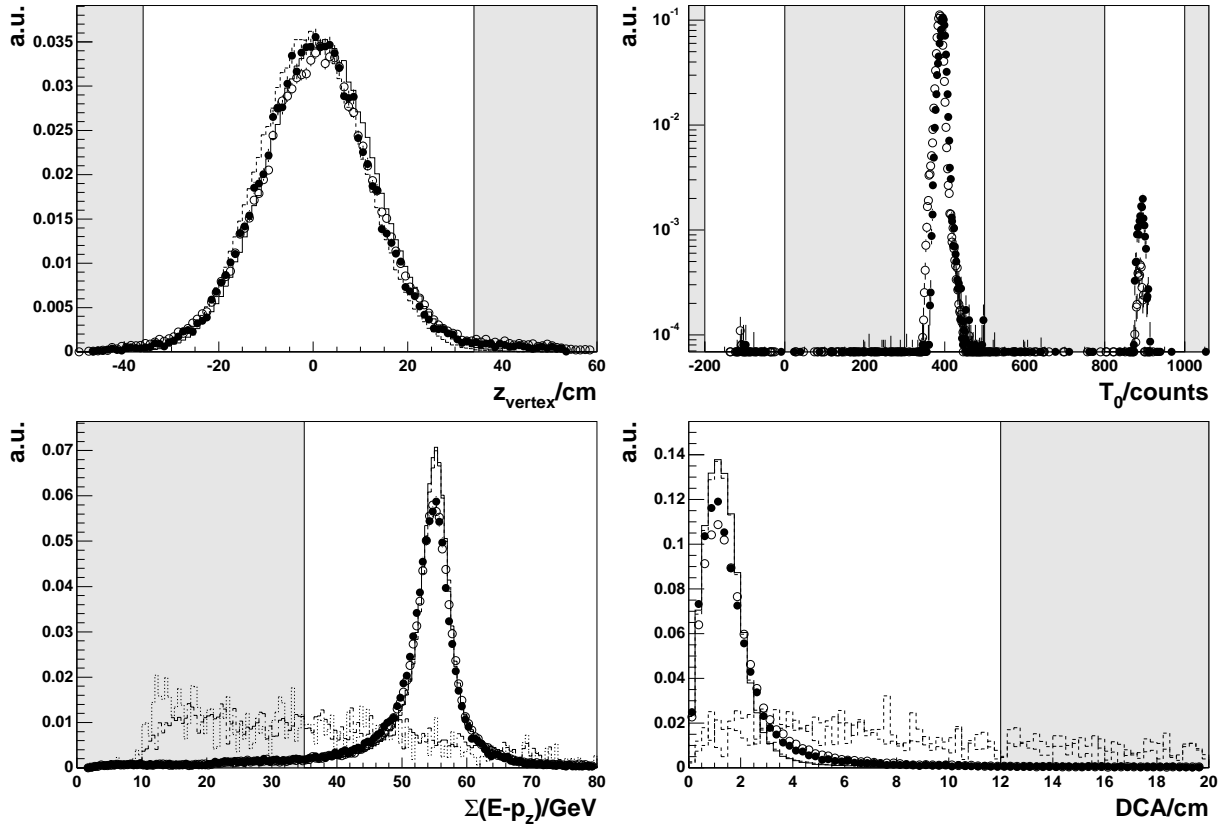 a.u.
0.035
0.03
0.025
0.02
0.015
0.01
0.005
0
-40 -20 0 20 40 60
z_vertex/cm
a.u.
10^-1
10^-2
10^-3
10^-4
-200 0 200 400 600 800 1000
T_0/counts
a.u.
0.07
0.06
0.05
0.04
0.03
0.02
0.01
0
0 10 20 30 40 50 60 70 80
Σ(E-p_z)/GeV
a.u.
0.14
0.12
0.1
0.08
0.06
0.04
0.02
0
0 2 4 6 8 10 12 14 16 18 20
DCA/cm